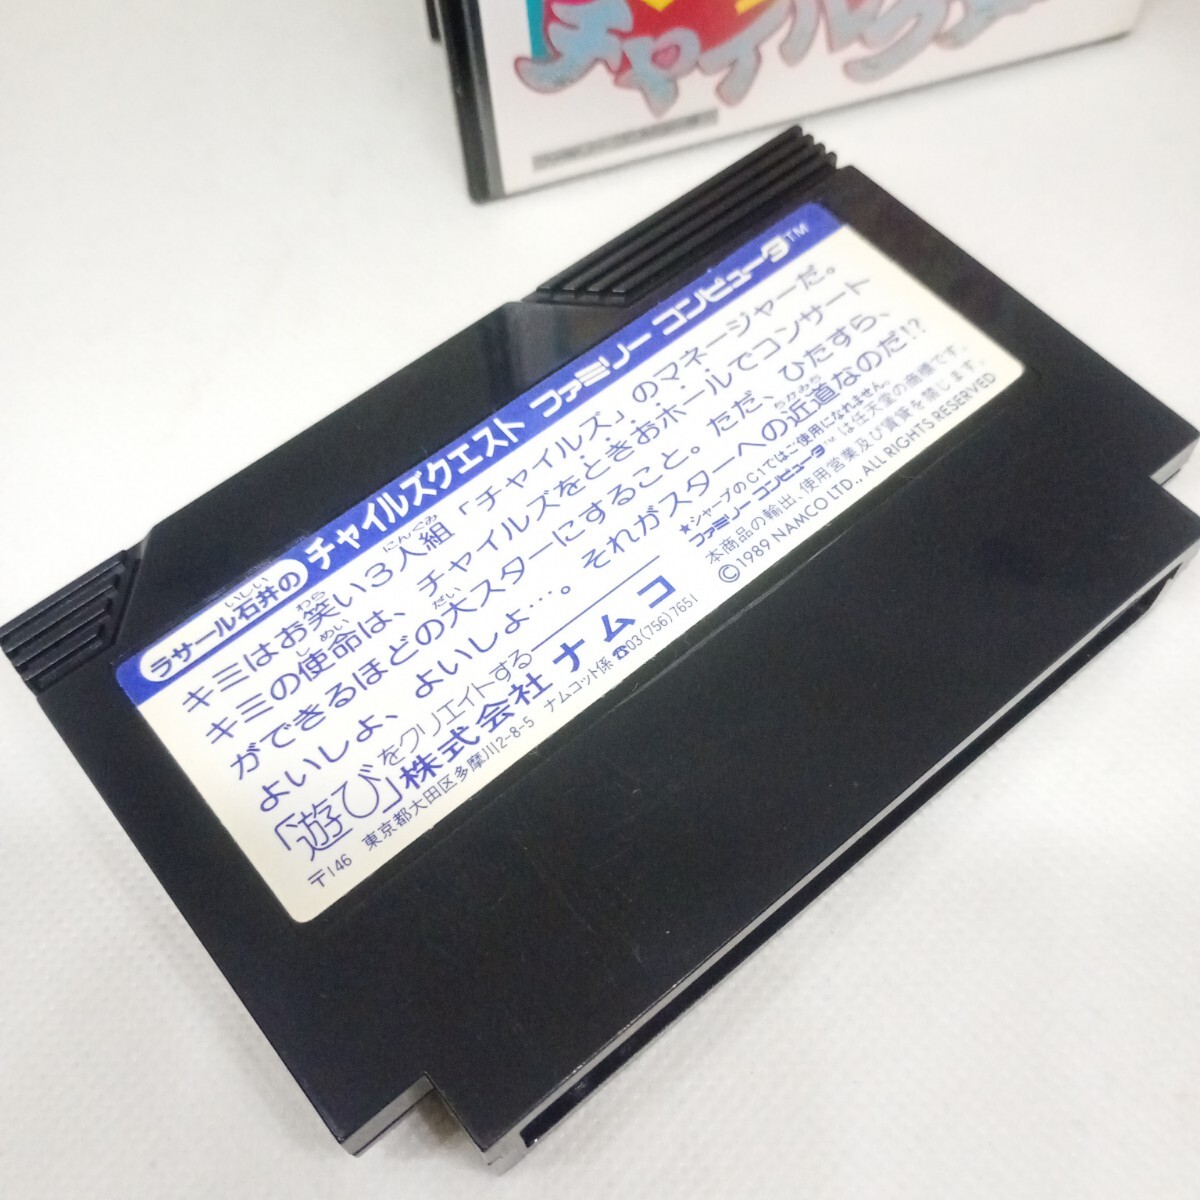 チャイルズク
ラサール石井のチャイルズクエスト ファミリーコンピュータ™
キミはお笑い3人組「チャイルズ」のマネージャーだ。
キミの使命は、チャイルズをときおホールでコンサート
ができるほどの大スターにすること。ただ、ひたすら、
よいしょ、よいしょ…。それがスターへの近道なのだ!?
「遊び」をクリエイトする
株式会社ナムコ
〒146 東京都大田区多摩川2-8-5 ナムコット係☎03(756)7651
★シャープのC1ではご使用になれません。
ファミリーコンピュータ™は任天堂の商標です。
本商品の輸出、使用営業及び賃貸を禁じます。
©1989 NAMCO LTD., ALL RIGHTS RESERVED